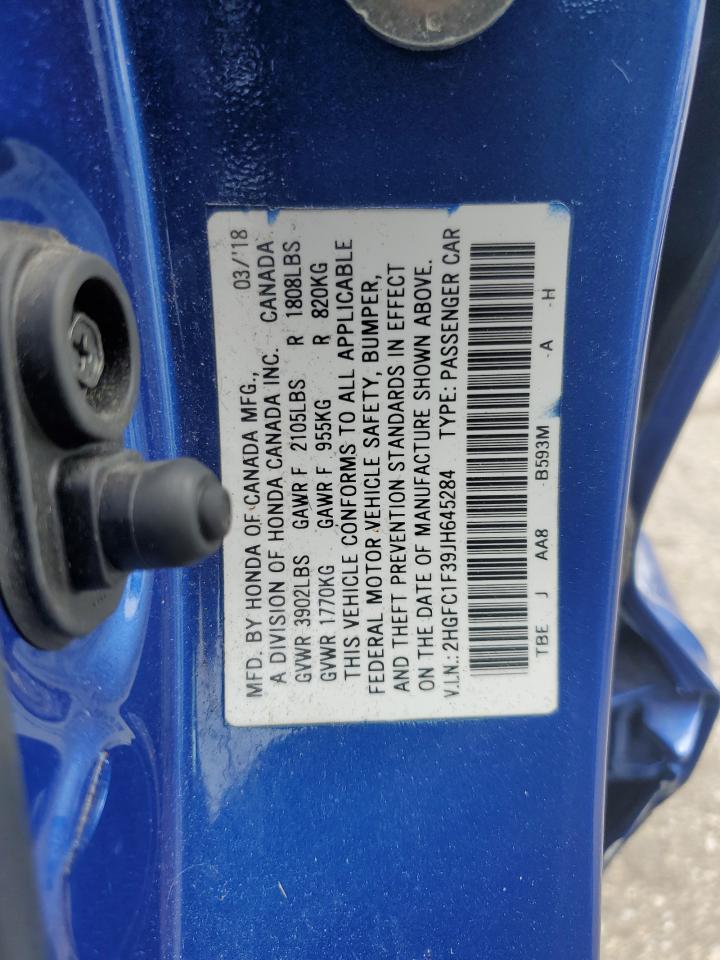 MFD. BY HONDA OF CANADA MFG., 03/'18
A DIVISION OF HONDA CANADA INC. CANADA
GVWR 3902LBS GAWR F 2105LBS R 1808LBS
GVWR 1770KG GAWR F 955KG R 820KG
THIS VEHICLE CONFORMS TO ALL APPLICABLE
FEDERAL MOTOR VEHICLE SAFETY, BUMPER,
AND THEFT PREVENTION STANDARDS IN EFFECT
ON THE DATE OF MANUFACTURE SHOWN ABOVE.
V.I.N.: 2HGFC1F39JH645284 TYPE: PASSENGER CAR
TBE J AA8 -B593M -A -H